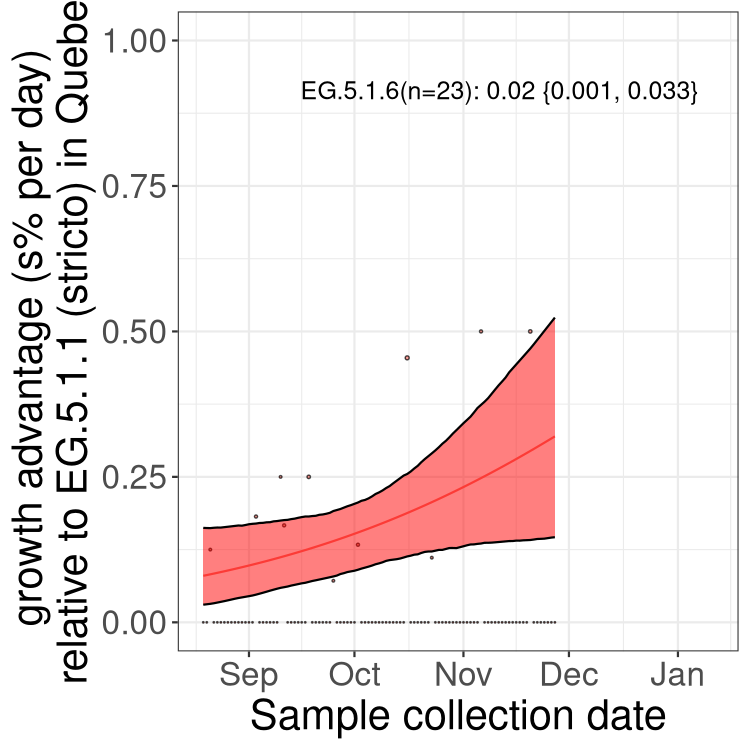 growth advantage (s% per day)
relative to EG.5.1.1 (stricto) in Quebe
1.00
0.75
0.50
0.25
0.00
EG.5.1.6(n=23): 0.02 {0.001, 0.033}
Sep Oct Nov Dec Jan
Sample collection date